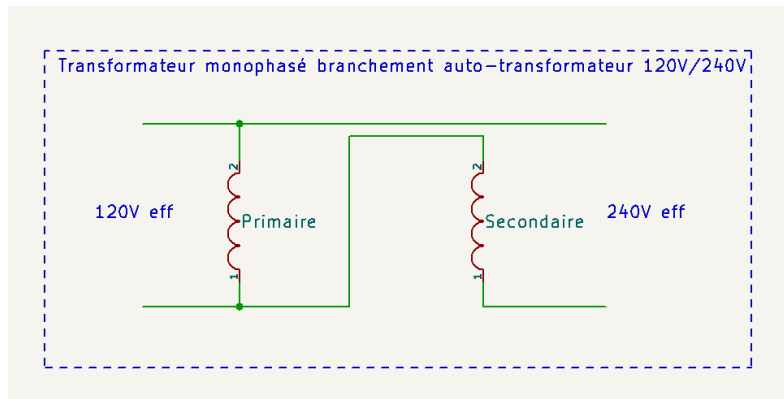 Transformateur monophasé branchement auto-transformateur 120V/240V
2
2
120V eff
Primaire
Secondaire
240V eff
1
1